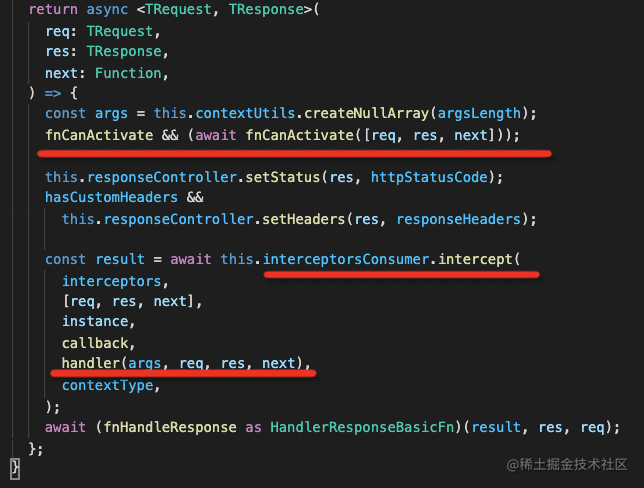 return async <TRequest, TResponse>(
  req: TRequest,
  res: TResponse,
  next: Function,
) => {
  const args = this.contextUtils.createNullArray(argsLength);
  fnCanActivate && (await fnCanActivate([req, res, next]));
  this.responseController.setStatus(res, httpStatusCode);
  hasCustomHeaders &&
    this.responseController.setHeaders(res, responseHeaders);
  const result = await this.interceptorsConsumer.intercept(
    interceptors,
    [req, res, next],
    instance,
    callback,
    handler(args, req, res, next),
    contextType,
  );
  await (fnHandleResponse as HandlerResponseBasicFn)(result, res, req);
};
}
@稀土掘金技术社区